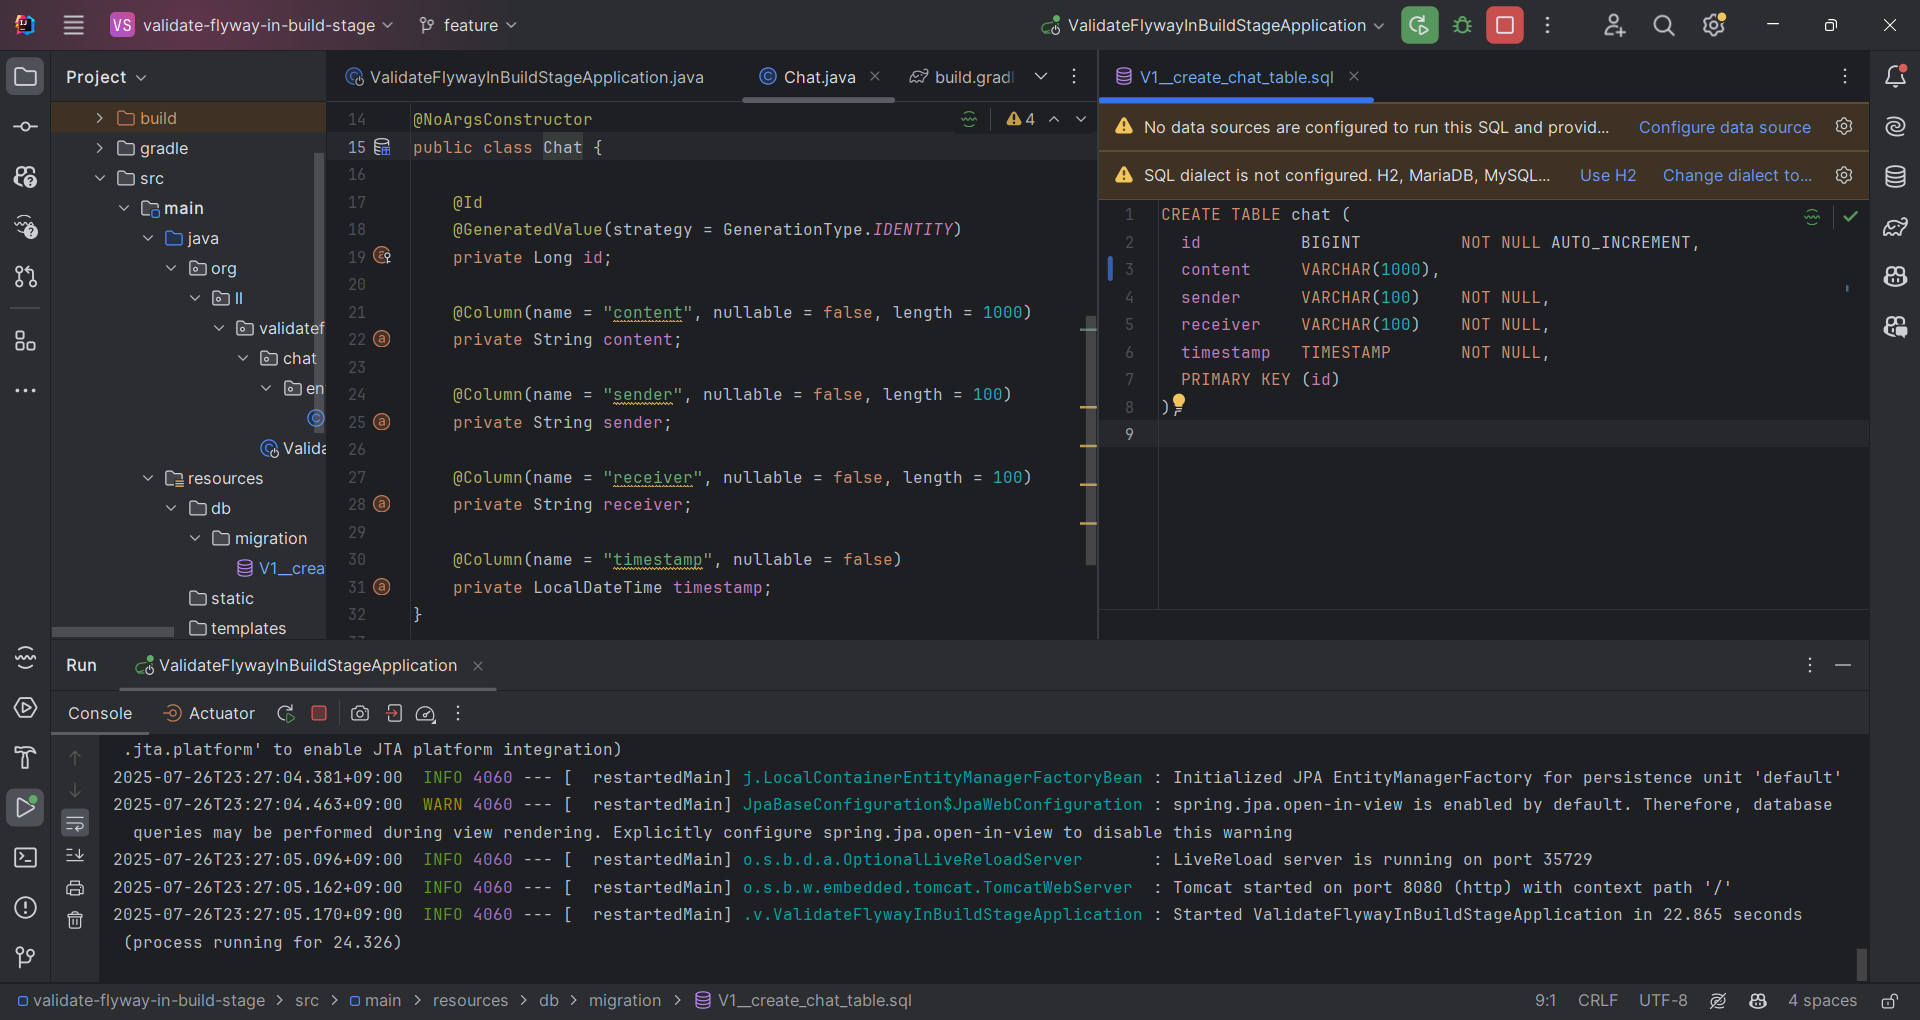 VS validate-flyway-in-build-stage feature ValidateFlywayInBuildStageApplication
Project
build
gradle
src
main
java
org
ll
validatef
chat
en
Valida
resources
db
migration
V1__crea
static
templates
ValidateFlywayInBuildStageApplication.java Chat.java build.grad
4
14 @NoArgsConstructor
15 public class Chat {
16
17 @Id
18 @GeneratedValue(strategy = GenerationType.IDENTITY)
19 private Long id;
20
21 @Column(name = "content", nullable = false, length = 1000)
22 private String content;
23
24 @Column(name = "sender", nullable = false, length = 100)
25 private String sender;
26
27 @Column(name = "receiver", nullable = false, length = 100)
28 private String receiver;
29
30 @Column(name = "timestamp", nullable = false)
31 private LocalDateTime timestamp;
32 }
V1__create_chat_table.sql
No data sources are configured to run this SQL and provid... Configure data source
SQL dialect is not configured. H2, MariaDB, MySQL... Use H2 Change dialect to...
1 CREATE TABLE chat (
2 id BIGINT NOT NULL AUTO_INCREMENT,
3 content VARCHAR(1000),
4 sender VARCHAR(100) NOT NULL,
5 receiver VARCHAR(100) NOT NULL,
6 timestamp TIMESTAMP NOT NULL,
7 PRIMARY KEY (id)
8 )
9
Run ValidateFlywayInBuildStageApplication
Console Actuator
.jta.platform' to enable JTA platform integration)
2025-07-26T23:27:04.381+09:00 INFO 4060 --- [ restartedMain] j.LocalContainerEntityManagerFactoryBean : Initialized JPA EntityManagerFactory for persistence unit 'default'
2025-07-26T23:27:04.463+09:00 WARN 4060 --- [ restartedMain] JpaBaseConfiguration$JpaWebConfiguration : spring.jpa.open-in-view is enabled by default. Therefore, database
queries may be performed during view rendering. Explicitly configure spring.jpa.open-in-view to disable this warning
2025-07-26T23:27:05.096+09:00 INFO 4060 --- [ restartedMain] o.s.b.d.a.OptionalLiveReloadServer : LiveReload server is running on port 35729
2025-07-26T23:27:05.162+09:00 INFO 4060 --- [ restartedMain] o.s.b.w.embedded.tomcat.TomcatWebServer : Tomcat started on port 8080 (http) with context path '/'
2025-07-26T23:27:05.170+09:00 INFO 4060 --- [ restartedMain] .v.ValidateFlywayInBuildStageApplication : Started ValidateFlywayInBuildStageApplication in 22.865 seconds
(process running for 24.326)
validate-flyway-in-build-stage > src > main > resources > db > migration > V1__create_chat_table.sql 9:1 CRLF UTF-8 4 spaces